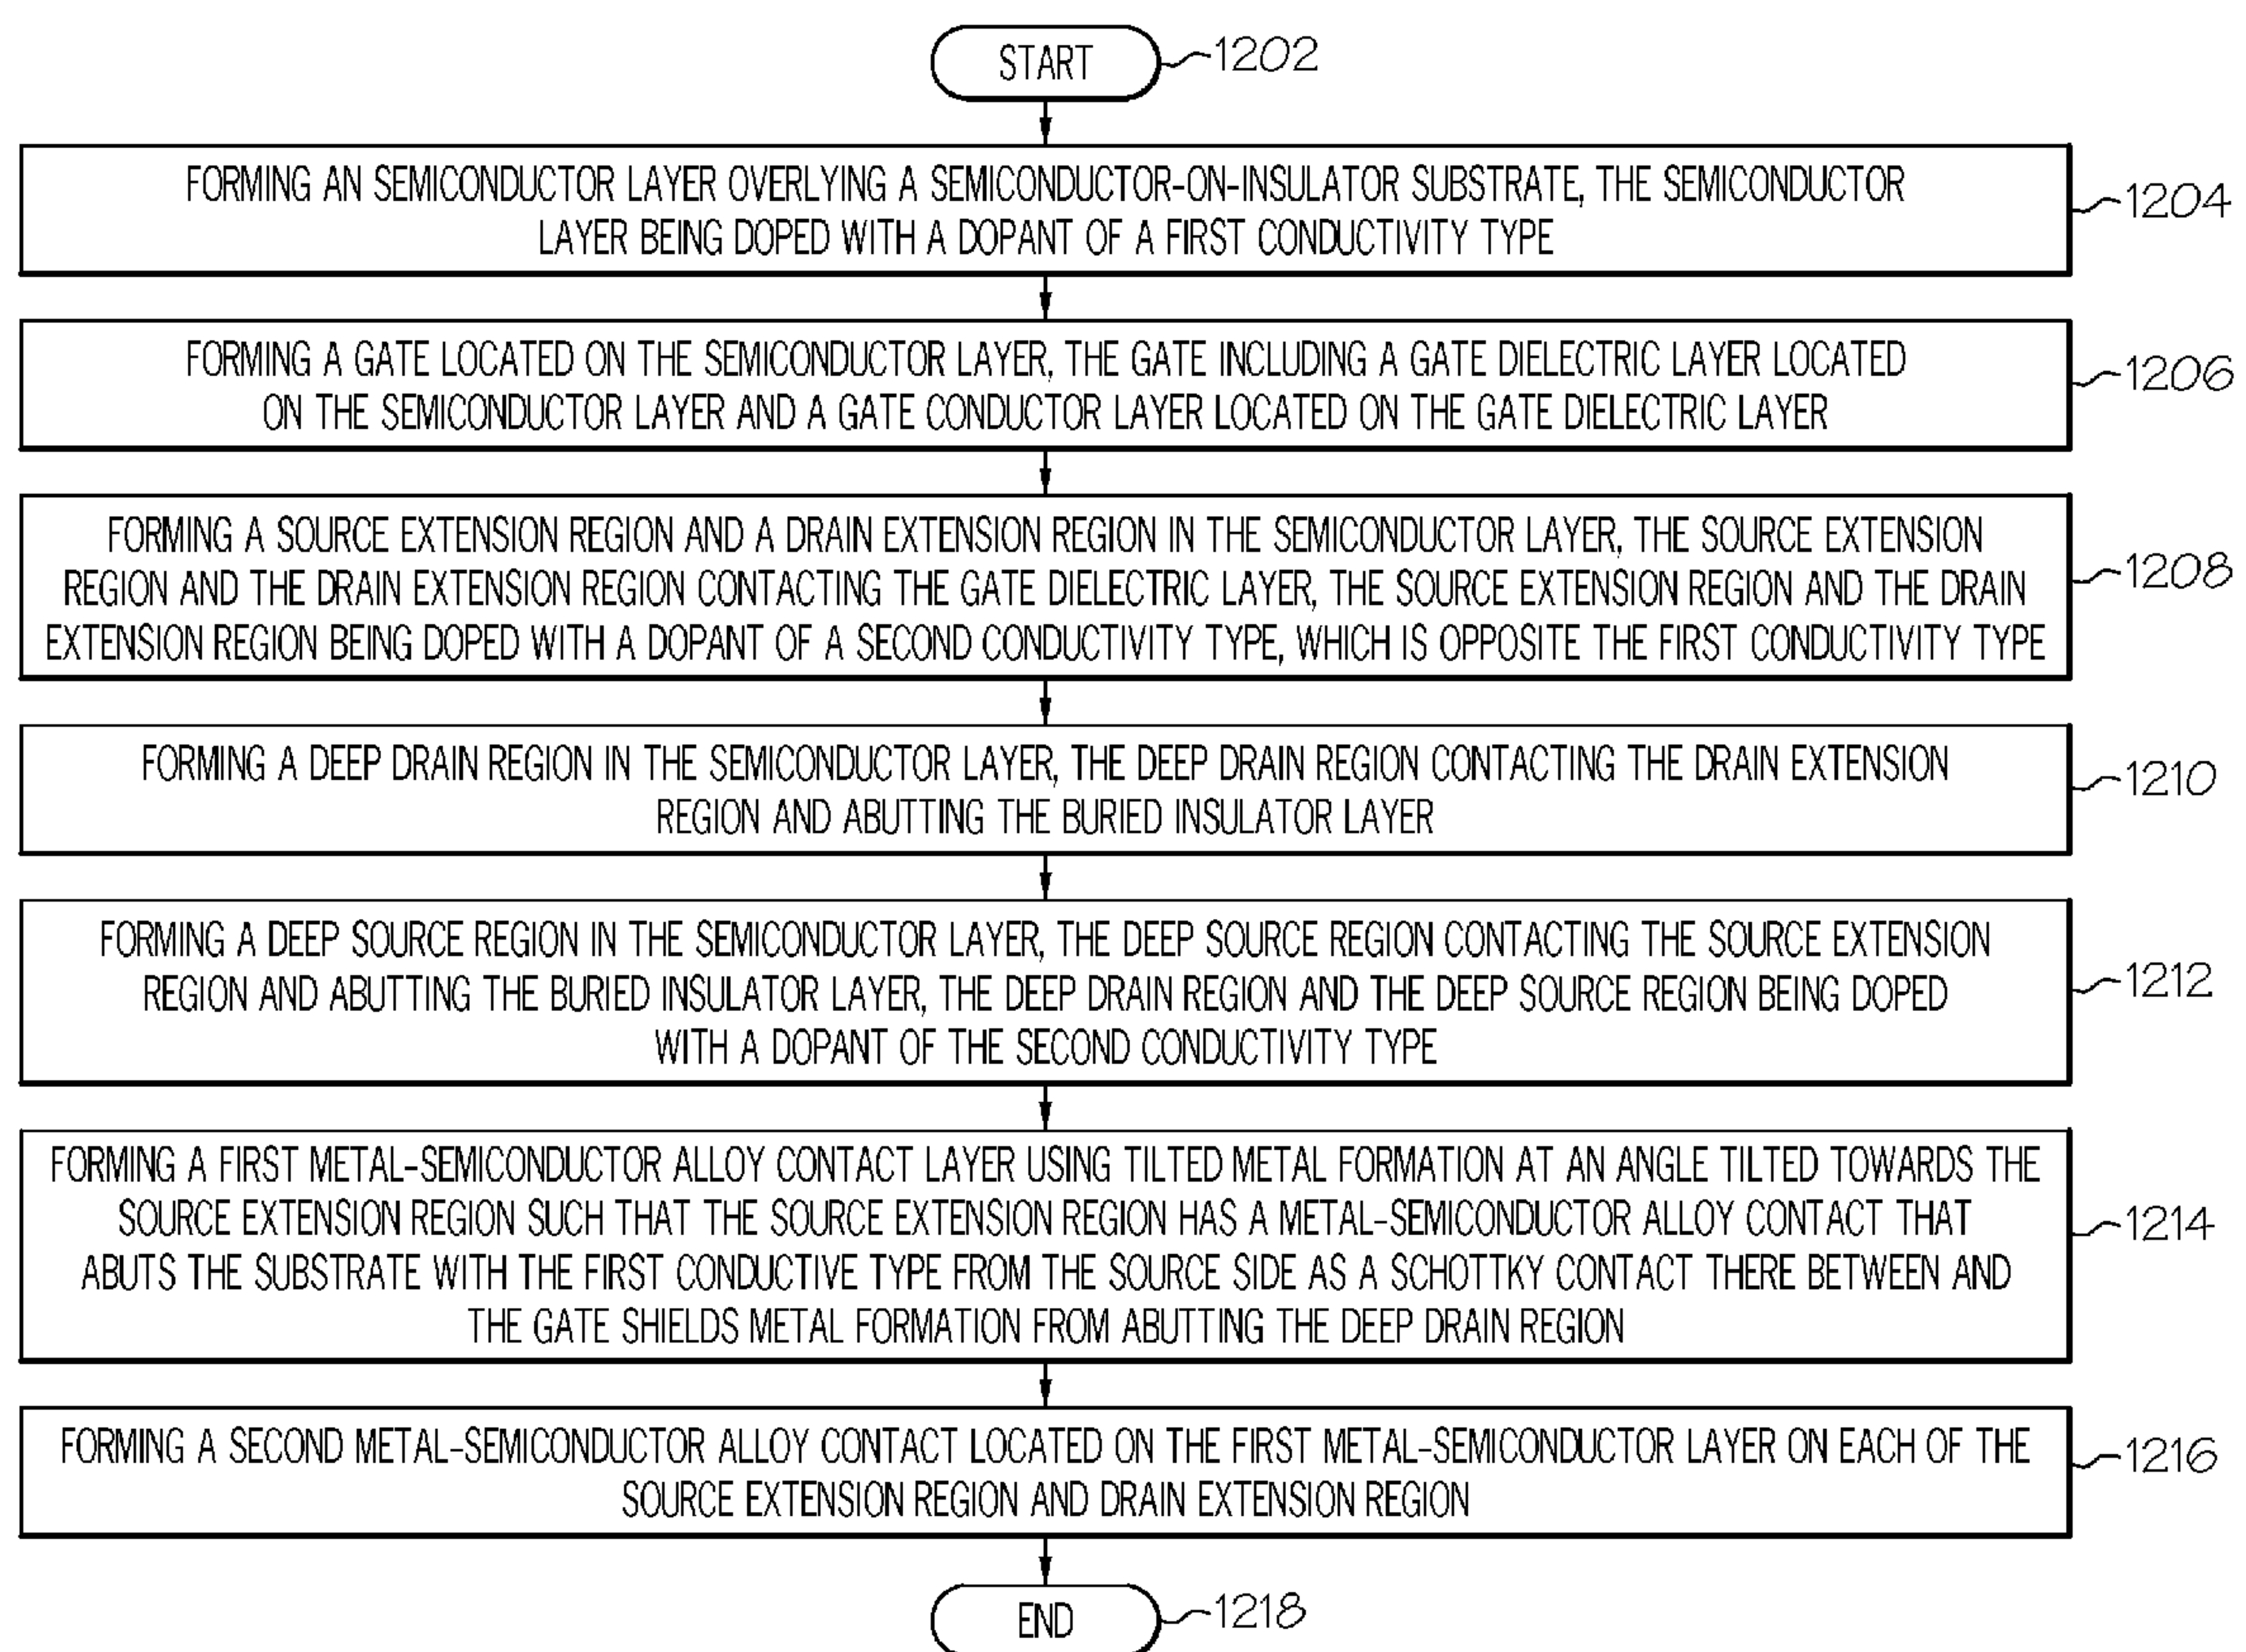 START
1202
FORMING AN SEMICONDUCTOR LAYER OVERLYING A SEMICONDUCTOR-ON-INSULATOR SUBSTRATE, THE SEMICONDUCTOR
LAYER BEING DOPED WITH A DOPANT OF A FIRST CONDUCTIVITY TYPE
1204
FORMING A GATE LOCATED ON THE SEMICONDUCTOR LAYER, THE GATE INCLUDING A GATE DIELECTRIC LAYER LOCATED
ON THE SEMICONDUCTOR LAYER AND A GATE CONDUCTOR LAYER LOCATED ON THE GATE DIELECTRIC LAYER
1206
FORMING A SOURCE EXTENSION REGION AND A DRAIN EXTENSION REGION IN THE SEMICONDUCTOR LAYER, THE SOURCE EXTENSION
REGION AND THE DRAIN EXTENSION REGION CONTACTING THE GATE DIELECTRIC LAYER, THE SOURCE EXTENSION REGION AND THE DRAIN
EXTENSION REGION BEING DOPED WITH A DOPANT OF A SECOND CONDUCTIVITY TYPE, WHICH IS OPPOSITE THE FIRST CONDUCTIVITY TYPE
1208
FORMING A DEEP DRAIN REGION IN THE SEMICONDUCTOR LAYER, THE DEEP DRAIN REGION CONTACTING THE DRAIN EXTENSION
REGION AND ABUTTING THE BURIED INSULATOR LAYER
1210
FORMING A DEEP SOURCE REGION IN THE SEMICONDUCTOR LAYER, THE DEEP SOURCE REGION CONTACTING THE SOURCE EXTENSION
REGION AND ABUTTING THE BURIED INSULATOR LAYER, THE DEEP DRAIN REGION AND THE DEEP SOURCE REGION BEING DOPED
WITH A DOPANT OF THE SECOND CONDUCTIVITY TYPE
1212
FORMING A FIRST METAL-SEMICONDUCTOR ALLOY CONTACT LAYER USING TILTED METAL FORMATION AT AN ANGLE TILTED TOWARDS THE
SOURCE EXTENSION REGION SUCH THAT THE SOURCE EXTENSION REGION HAS A METAL-SEMICONDUCTOR ALLOY CONTACT THAT
ABUTS THE SUBSTRATE WITH THE FIRST CONDUCTIVE TYPE FROM THE SOURCE SIDE AS A SCHOTTKY CONTACT THERE BETWEEN AND
THE GATE SHIELDS METAL FORMATION FROM ABUTTING THE DEEP DRAIN REGION
1214
FORMING A SECOND METAL-SEMICONDUCTOR ALLOY CONTACT LOCATED ON THE FIRST METAL-SEMICONDUCTOR LAYER ON EACH OF THE
SOURCE EXTENSION REGION AND DRAIN EXTENSION REGION
1216
END
1218